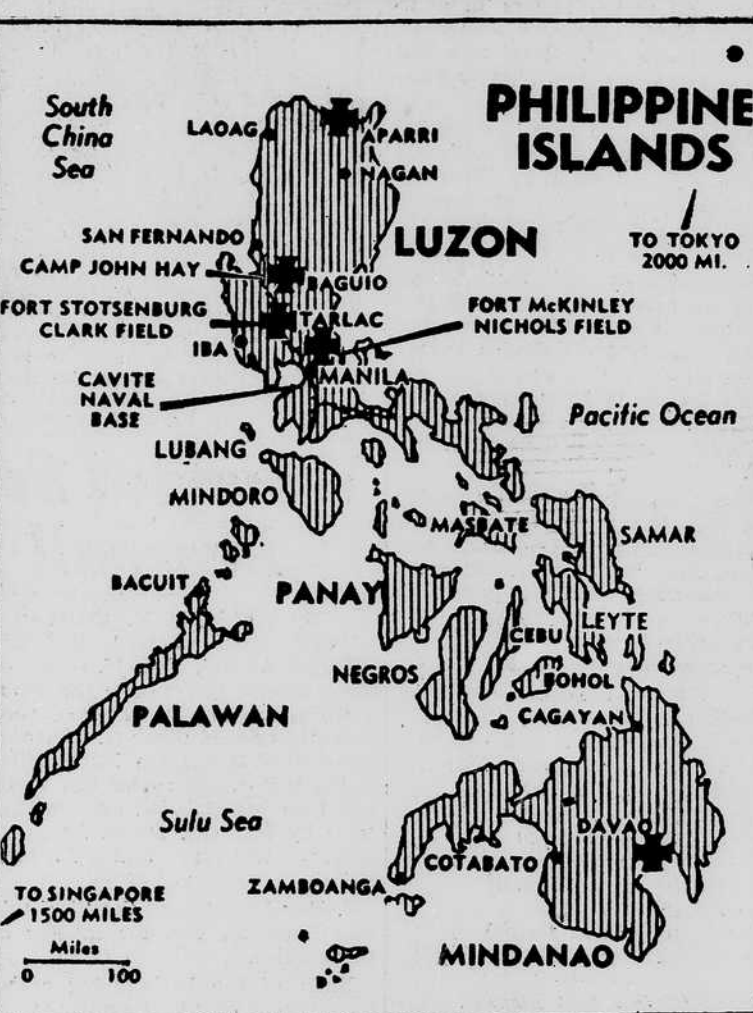 PHILIPPINE
ISLANDS
South
China
Sea
LAOAG
APARRI
NAGAN
TO TOKYO
2000 MI.
SAN FERNANDO
LUZON
CAMP JOHN HAY
BAGUIO
FORT STOTSENBURG
CLARK FIELD
TARLAC
FORT McKINLEY
NICHOLS FIELD
IBA
MANILA
CAVITE
NAVAL
BASE
Pacific Ocean
LUBANG
MINDORO
MASBATE
SAMAR
BACUIT
PANAY
LEYTE
CEBU
NEGROS
BOHOL
PALAWAN
CAGAYAN
Sulu Sea
DAVAO
COTABATO
ZAMBOANGA
TO SINGAPORE
1500 MILES
Miles
0 100
MINDANAO